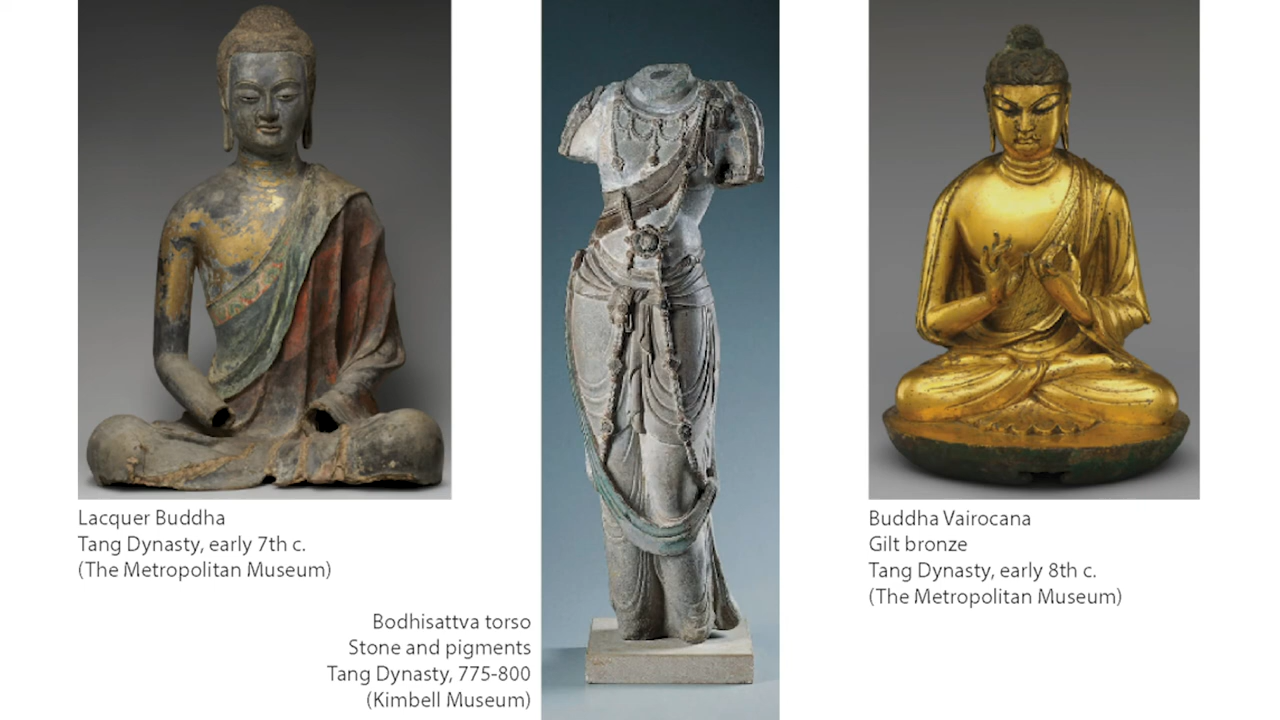 Lacquer Buddha
Tang Dynasty, early 7th c.
(The Metropolitan Museum)
Bodhisattva torso
Stone and pigments
Tang Dynasty, 775-800
(Kimbell Museum)
Buddha Vairocana
Gilt bronze
Tang Dynasty, early 8th c.
(The Metropolitan Museum)